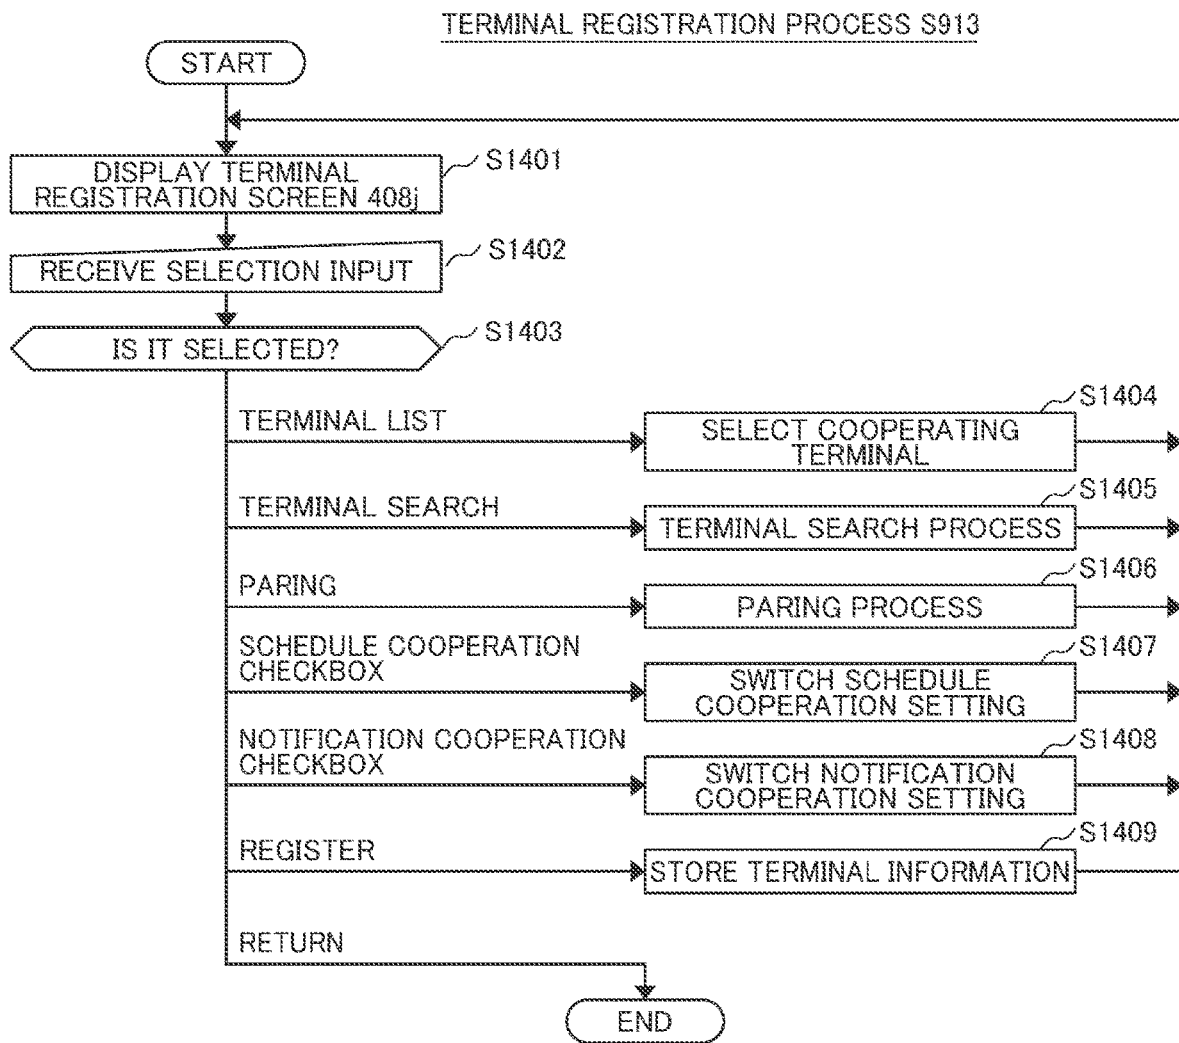 TERMINAL REGISTRATION PROCESS S913
START
S1401
DISPLAY TERMINAL
REGISTRATION SCREEN 408j
S1402
RECEIVE SELECTION INPUT
S1403
IS IT SELECTED?
S1404
TERMINAL LIST
SELECT COOPERATING
TERMINAL
S1405
TERMINAL SEARCH
TERMINAL SEARCH PROCESS
S1406
PARING
PARING PROCESS
S1407
SCHEDULE COOPERATION
CHECKBOX
SWITCH SCHEDULE
COOPERATION SETTING
S1408
NOTIFICATION COOPERATION
CHECKBOX
SWITCH NOTIFICATION
COOPERATION SETTING
S1409
REGISTER
STORE TERMINAL INFORMATION
RETURN
END